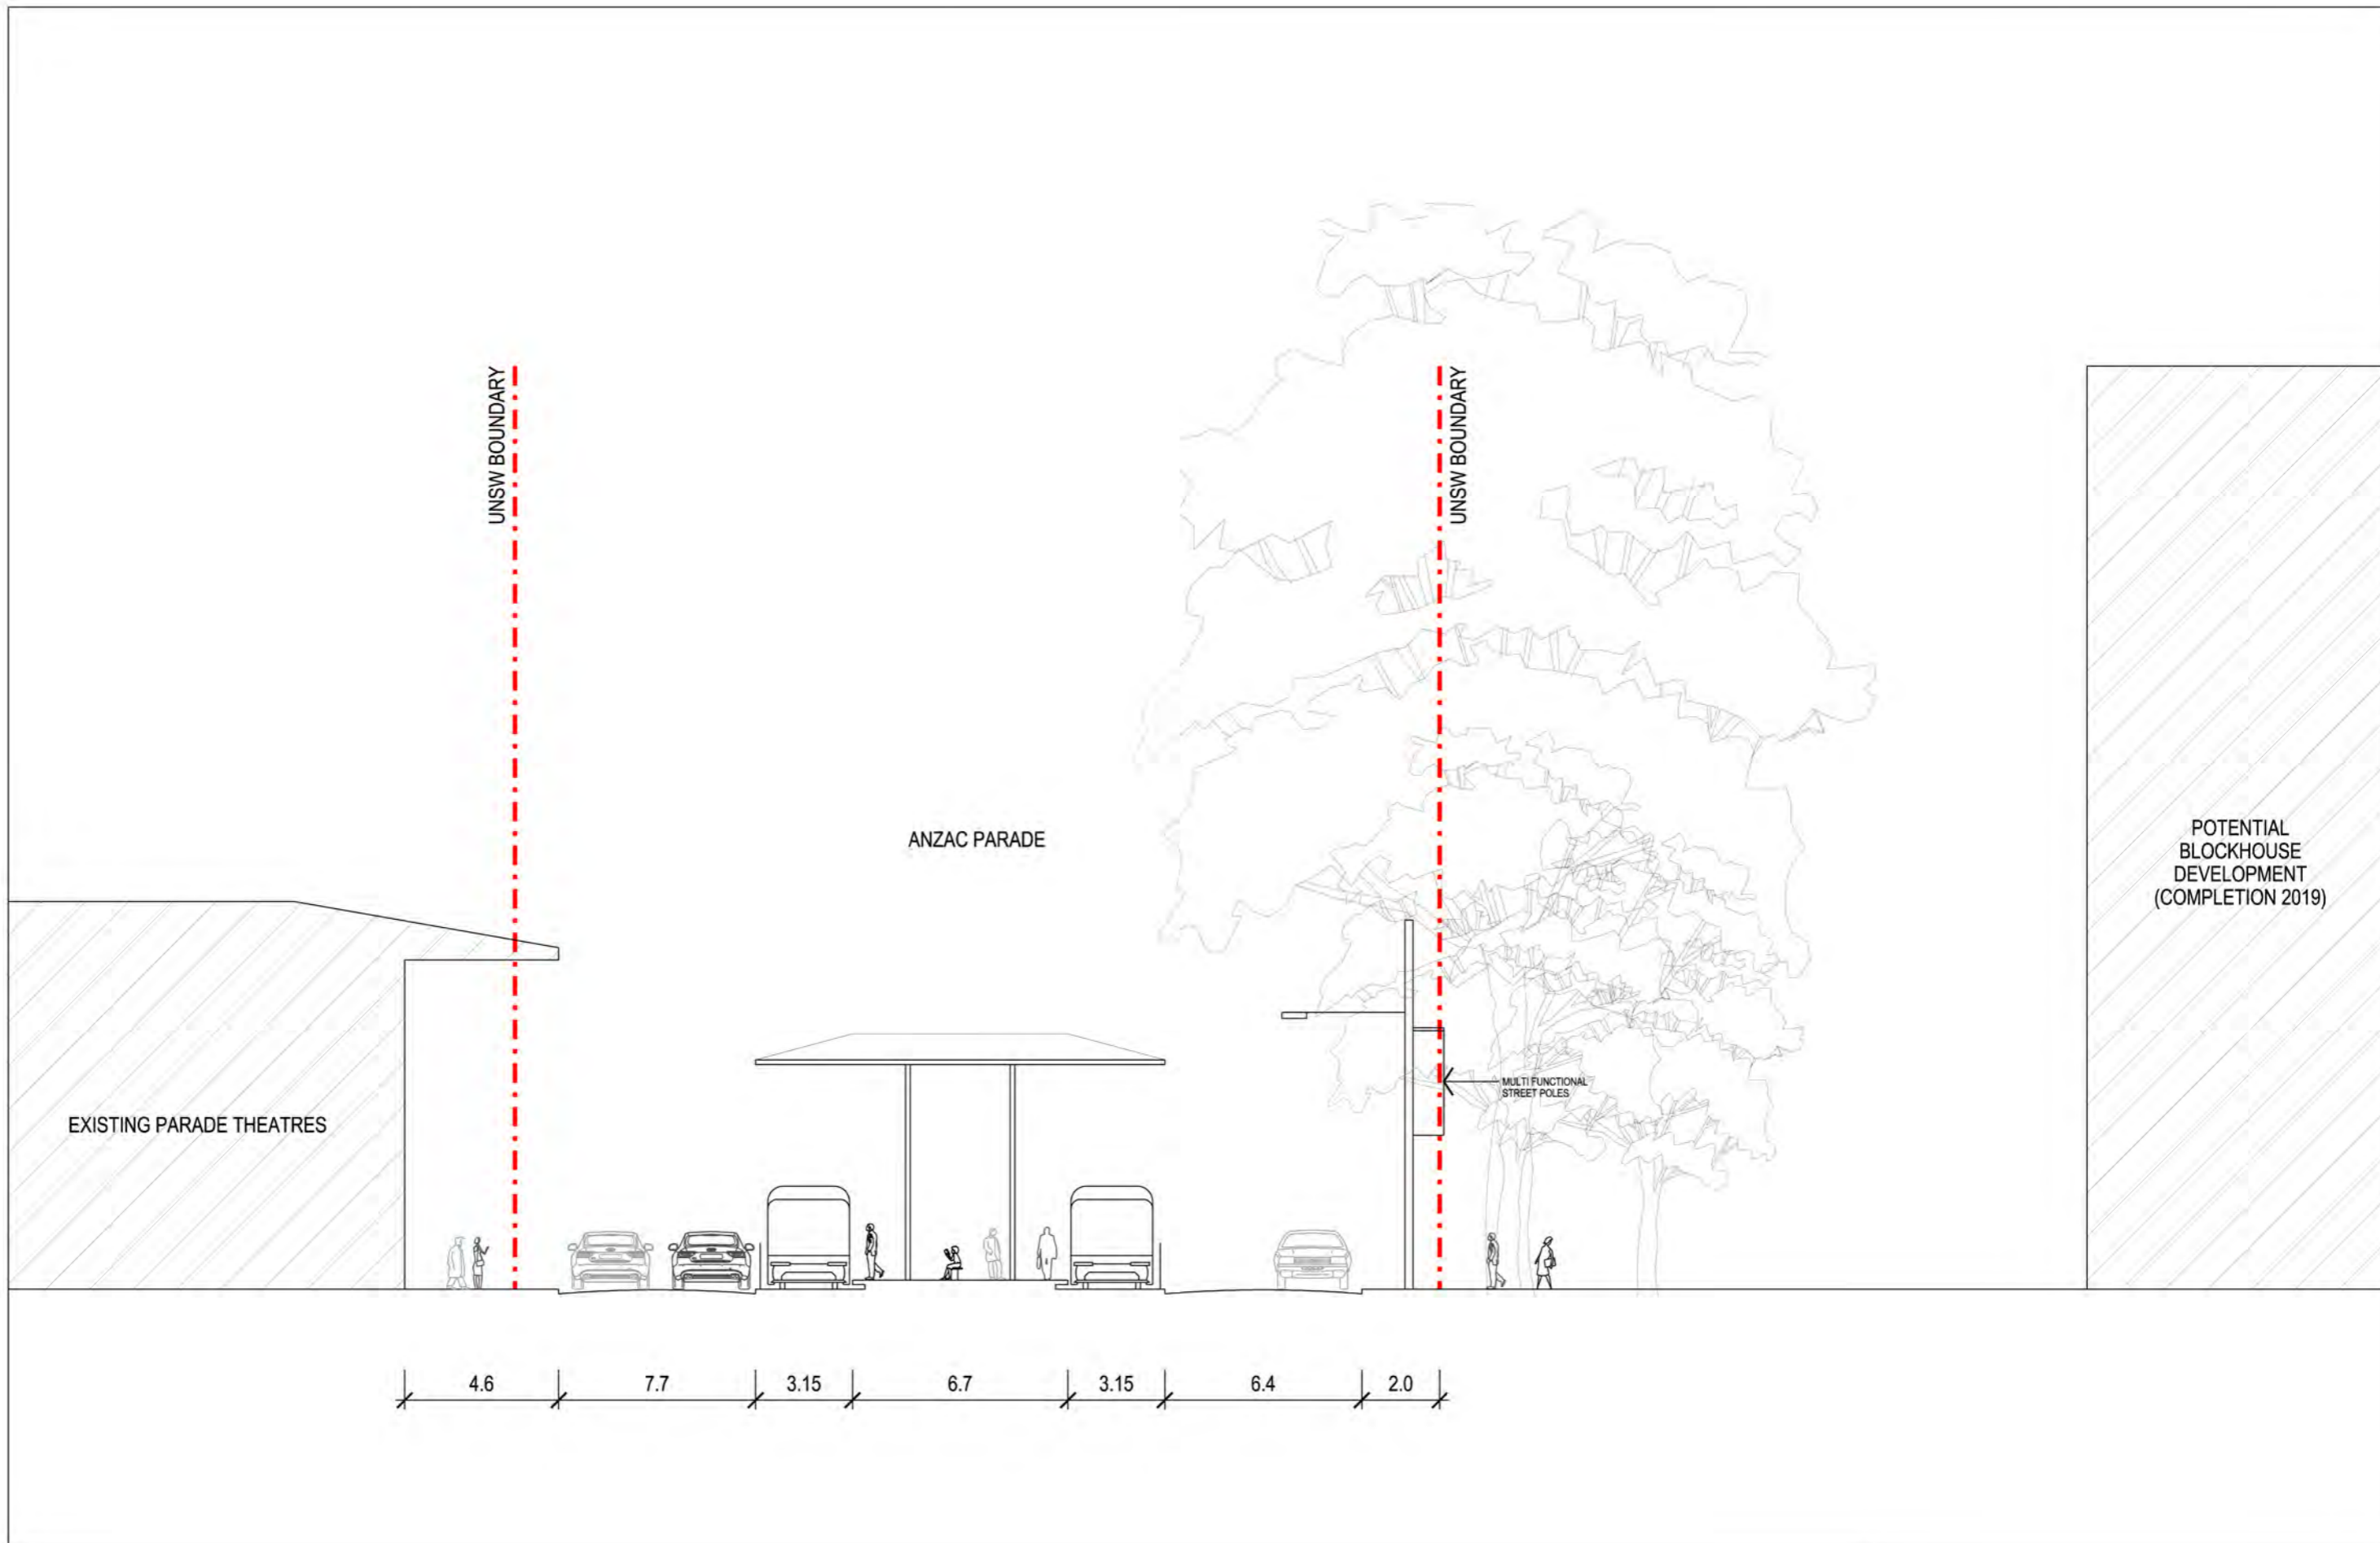 UNSW BOUNDARY
UNSW BOUNDARY
ANZAC PARADE
POTENTIAL
BLOCKHOUSE
DEVELOPMENT
(COMPLETION 2019)
MULTI FUNCTIONAL
STREET POLES
EXISTING PARADE THEATRES
4.6
7.7
3.15
6.7
3.15
6.4
2.0